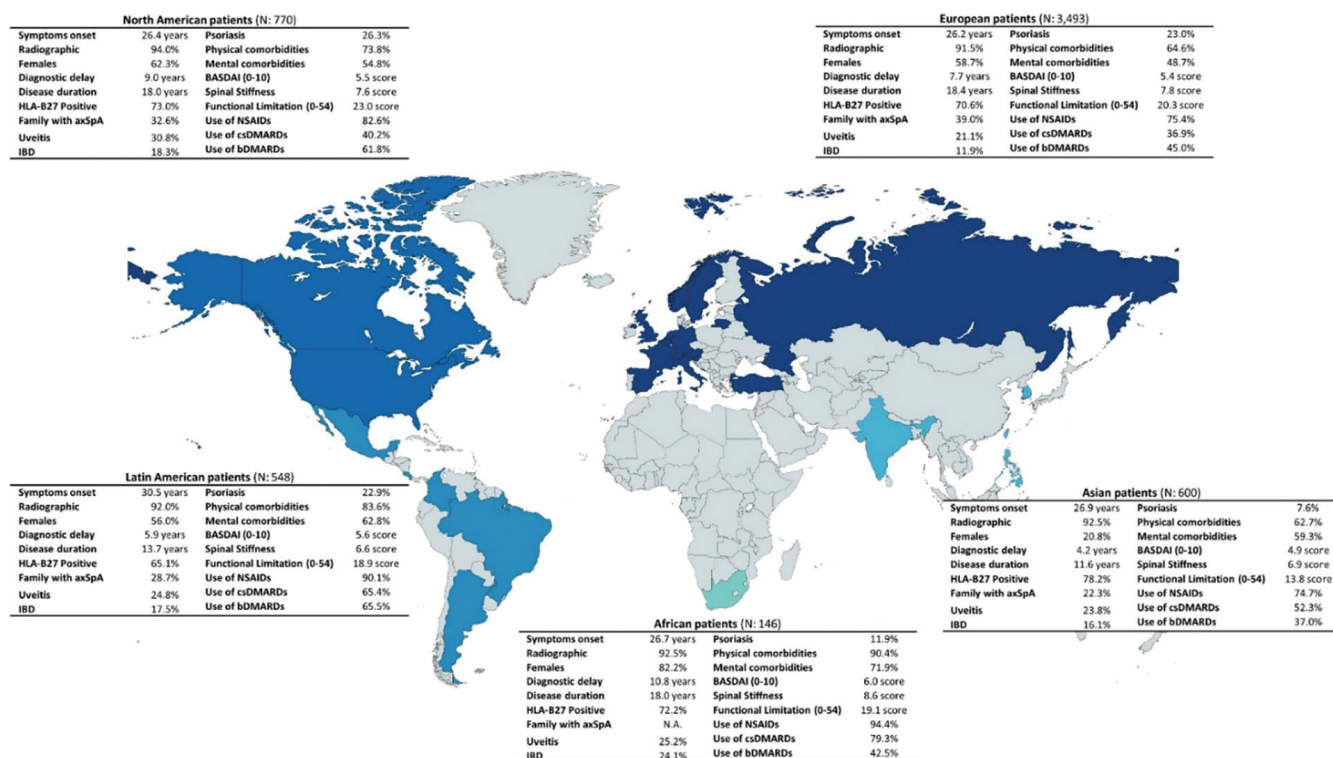 North American patients (N: 770)
Symptoms onset 26.4 years Psoriasis 26.3%
Radiographic 94.0% Physical comorbidities 73.8%
Females 62.3% Mental comorbidities 54.8%
Diagnostic delay 9.0 years BASDAI (0-10) 5.5 score
Disease duration 18.0 years Spinal Stiffness 7.6 score
HLA-B27 Positive 73.0% Functional Limitation (0-54) 23.0 score
Family with axSpA 32.6% Use of NSAIDs 82.6%
Uveitis 30.8% Use of csDMARDs 40.2%
IBD 18.3% Use of bDMARDs 61.8%
European patients (N: 3,493)
Symptoms onset 26.2 years Psoriasis 23.0%
Radiographic 91.5% Physical comorbidities 64.6%
Females 58.7% Mental comorbidities 48.7%
Diagnostic delay 7.7 years BASDAI (0-10) 5.4 score
Disease duration 18.4 years Spinal Stiffness 7.8 score
HLA-B27 Positive 70.6% Functional Limitation (0-54) 20.3 score
Family with axSpA 39.0% Use of NSAIDs 75.4%
Uveitis 21.1% Use of csDMARDs 36.9%
IBD 11.9% Use of bDMARDs 45.0%
Latin American patients (N: 548)
Symptoms onset 30.5 years Psoriasis 22.9%
Radiographic 92.0% Physical comorbidities 83.6%
Females 56.0% Mental comorbidities 62.8%
Diagnostic delay 5.9 years BASDAI (0-10) 5.6 score
Disease duration 13.7 years Spinal Stiffness 6.6 score
HLA-B27 Positive 65.1% Functional Limitation (0-54) 18.9 score
Family with axSpA 28.7% Use of NSAIDs 90.1%
Uveitis 24.8% Use of csDMARDs 65.4%
IBD 17.5% Use of bDMARDs 65.5%
Asian patients (N: 600)
Symptoms onset 26.9 years Psoriasis 7.6%
Radiographic 92.5% Physical comorbidities 62.7%
Females 20.8% Mental comorbidities 59.3%
Diagnostic delay 4.2 years BASDAI (0-10) 4.9 score
Disease duration 11.6 years Spinal Stiffness 6.9 score
HLA-B27 Positive 78.2% Functional Limitation (0-54) 13.8 score
Family with axSpA 22.3% Use of NSAIDs 74.7%
Uveitis 23.8% Use of csDMARDs 52.3%
IBD 16.1% Use of bDMARDs 37.0%
African patients (N: 146)
Symptoms onset 26.7 years Psoriasis 11.9%
Radiographic 92.5% Physical comorbidities 90.4%
Females 82.2% Mental comorbidities 71.9%
Diagnostic delay 10.8 years BASDAI (0-10) 6.0 score
Disease duration 18.0 years Spinal Stiffness 8.6 score
HLA-B27 Positive 72.2% Functional Limitation (0-54) 19.1 score
Family with axSpA N.A. Use of NSAIDs 94.4%
Uveitis 25.2% Use of csDMARDs 79.3%
IBD 24.1% Use of bDMARDs 42.5%